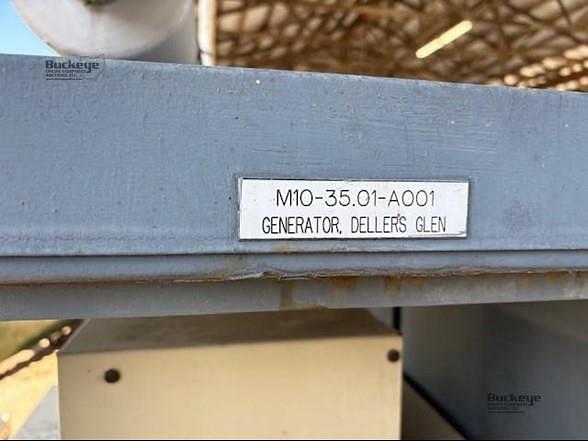 Buckeye
M10-35.01-A001
GENERATOR, DELLER'S GLEN
Buckeye